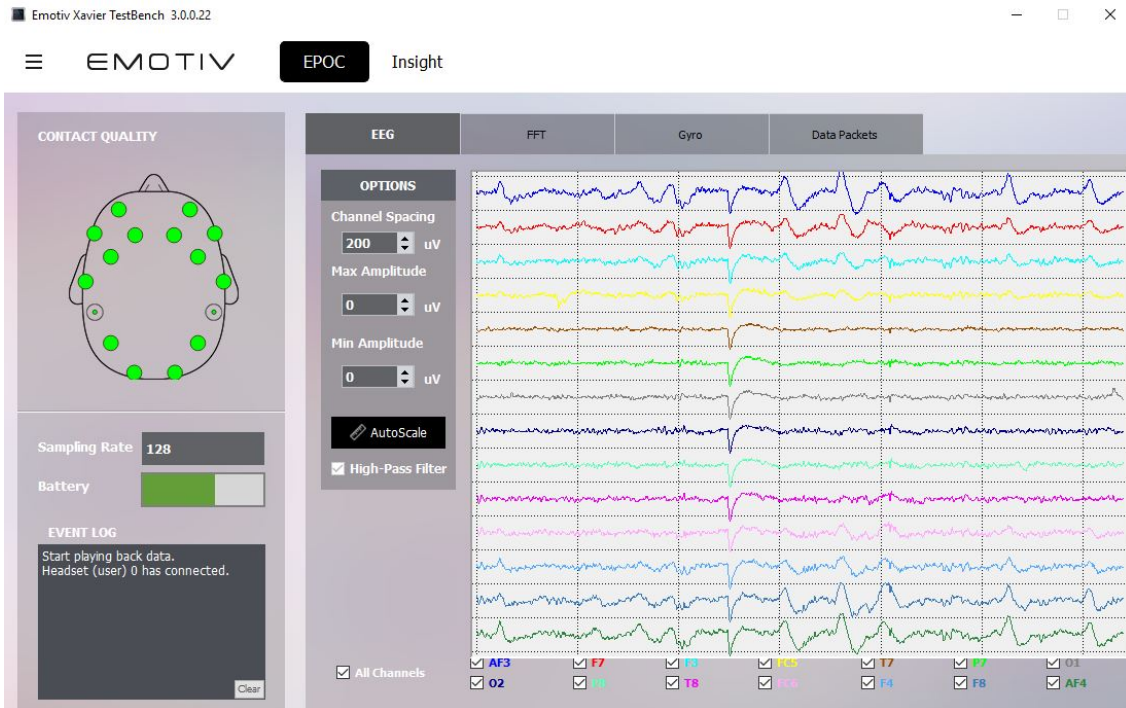 Emotiv Xavier TestBench 3.0.0.22
EMOTIV
EPOC
Insight
CONTACT QUALITY
EEG
FFT
Gyro
Data Packets
OPTIONS
Channel Spacing
200 uV
Max Amplitude
0 uV
Min Amplitude
0 uV
AutoScale
High-Pass Filter
Sampling Rate 128
Battery
EVENT LOG
Start playing back data.
Headset (user) 0 has connected.
Clear
All Channels
AF3 F7 F3 FC5 T7 P7 O1
O2 P8 T8 FC6 F4 F8 AF4